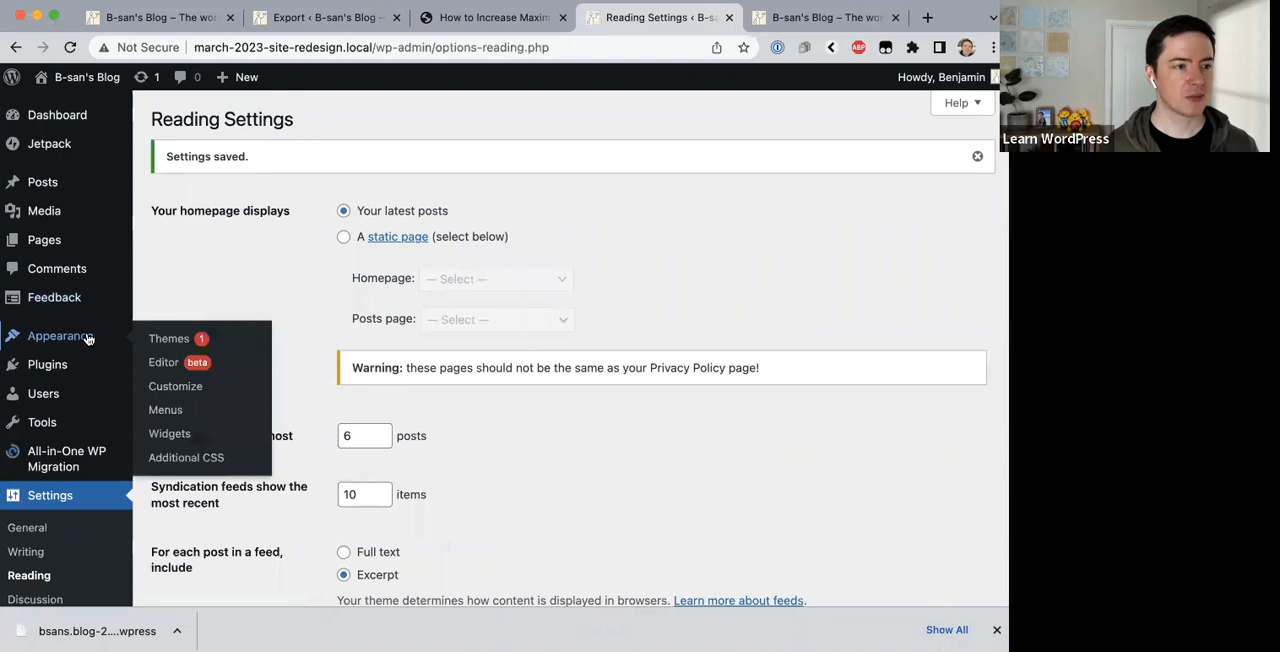 B-san's Blog – The wo
Export ‹ B-san's Blog —
How to Increase Maxim
Reading Settings ‹ B-sa
B-san's Blog – The wo
Not Secure
march-2023-site-redesign.local/wp-admin/options-reading.php
ABP
B-san's Blog
1
0
New
Howdy, Benjamin
Learn WordPress
Dashboard
Jetpack
Posts
Media
Pages
Comments
Feedback
Appearance
Plugins
Users
Tools
All-in-One WP
Migration
Settings
General
Writing
Reading
Discussion
Themes 1
Editor beta
Customize
Menus
Widgets
Additional CSS
Help
Reading Settings
Settings saved.
Your homepage displays
Your latest posts
A static page (select below)
Homepage: — Select —
Posts page: — Select —
Warning: these pages should not be the same as your Privacy Policy page!
most
6 posts
Syndication feeds show the
most recent
10 items
For each post in a feed,
include
Full text
Excerpt
Your theme determines how content is displayed in browsers. Learn more about feeds.
bsans.blog-2....wpress
Show All